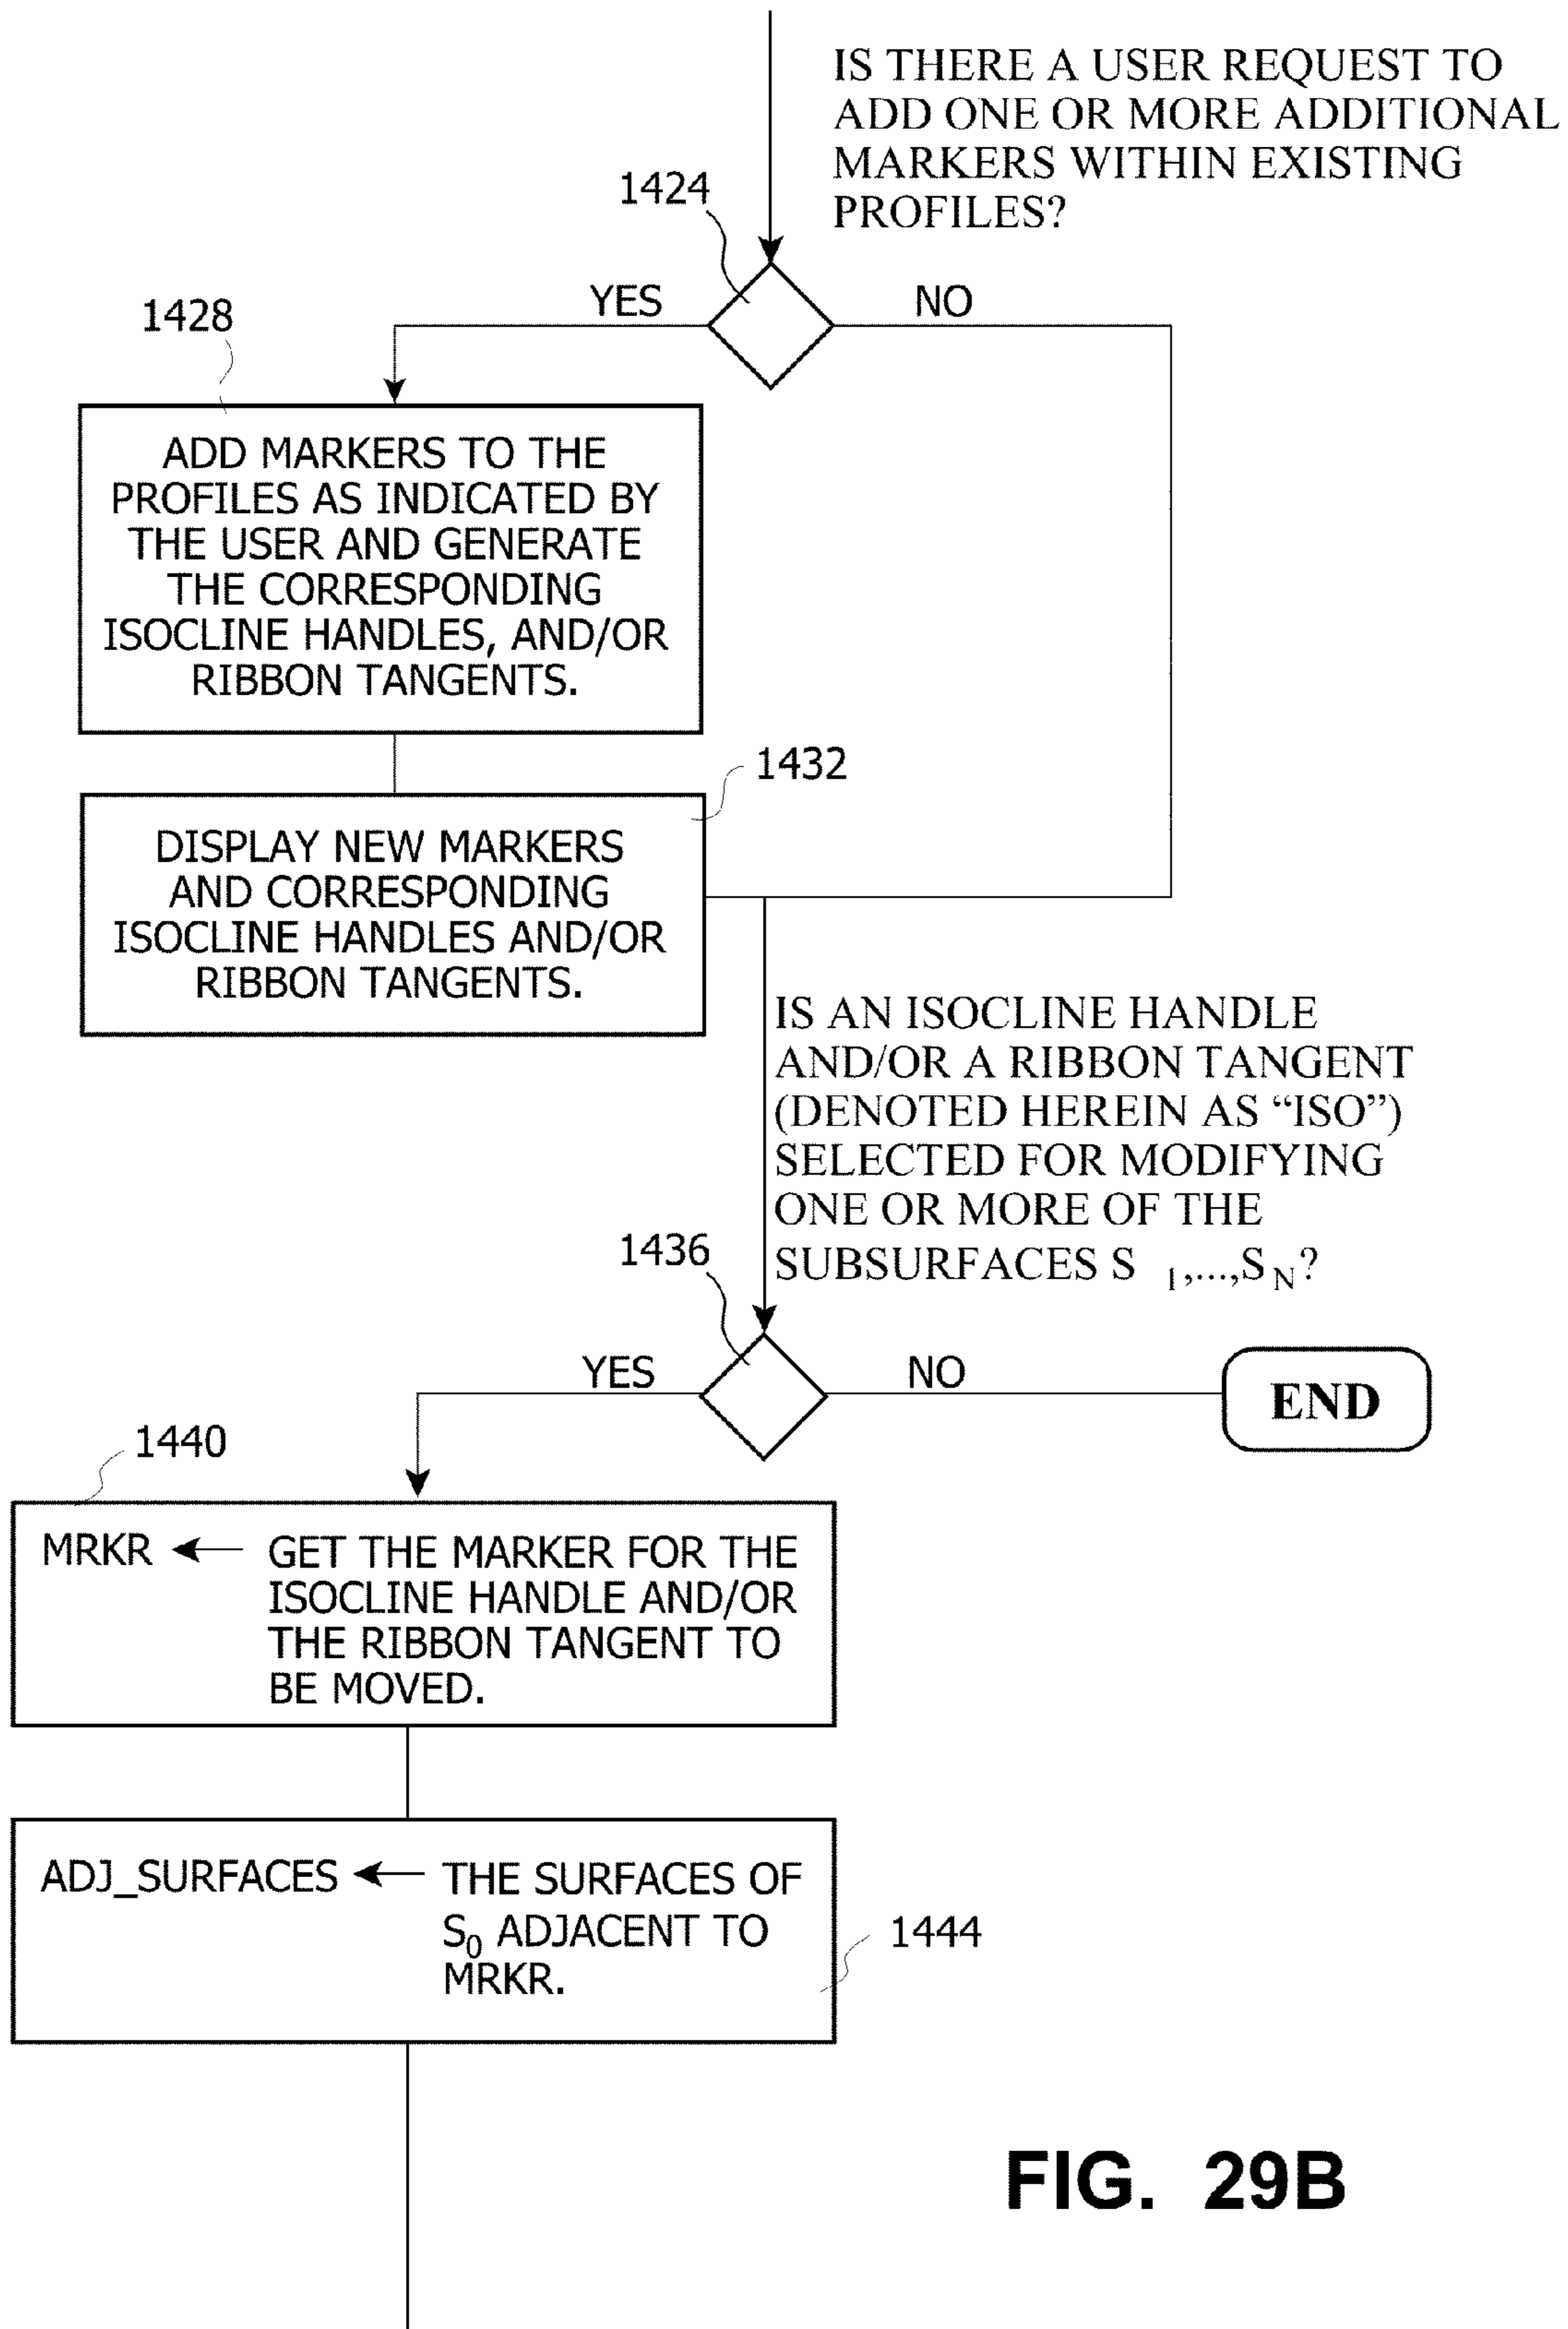 IS THERE A USER REQUEST TO
ADD ONE OR MORE ADDITIONAL
MARKERS WITHIN EXISTING
PROFILES?
1424
YES
NO
1428
ADD MARKERS TO THE
PROFILES AS INDICATED BY
THE USER AND GENERATE
THE CORRESPONDING
ISOCLINE HANDLES, AND/OR
RIBBON TANGENTS.
1432
DISPLAY NEW MARKERS
AND CORRESPONDING
ISOCLINE HANDLES AND/OR
RIBBON TANGENTS.
IS AN ISOCLINE HANDLE
AND/OR A RIBBON TANGENT
(DENOTED HEREIN AS “ISO”)
SELECTED FOR MODIFYING
ONE OR MORE OF THE
SUBSURFACES S 1,...,SN?
1436
YES
NO
END
1440
MRKR ← GET THE MARKER FOR THE
ISOCLINE HANDLE AND/OR
THE RIBBON TANGENT TO
BE MOVED.
ADJ_SURFACES ← THE SURFACES OF
S0 ADJACENT TO
MRKR.
1444
FIG. 29B